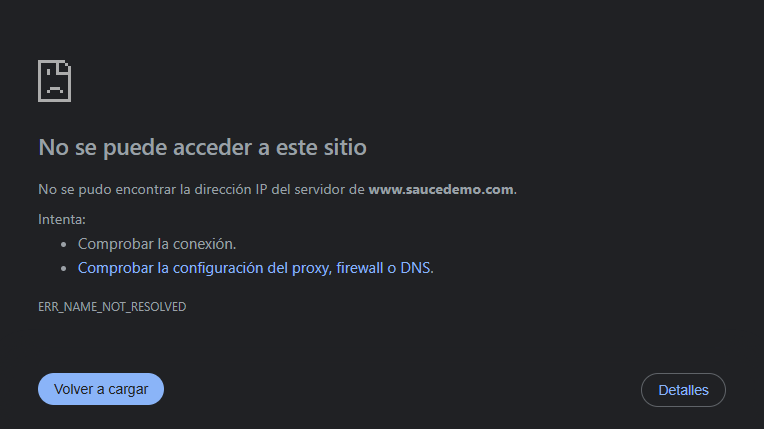 No se puede acceder a este sitio
No se pudo encontrar la dirección IP del servidor de www.saucedemo.com.
Intenta:
• Comprobar la conexión.
• Comprobar la configuración del proxy, firewall o DNS.
ERR_NAME_NOT_RESOLVED
Volver a cargar
Detalles